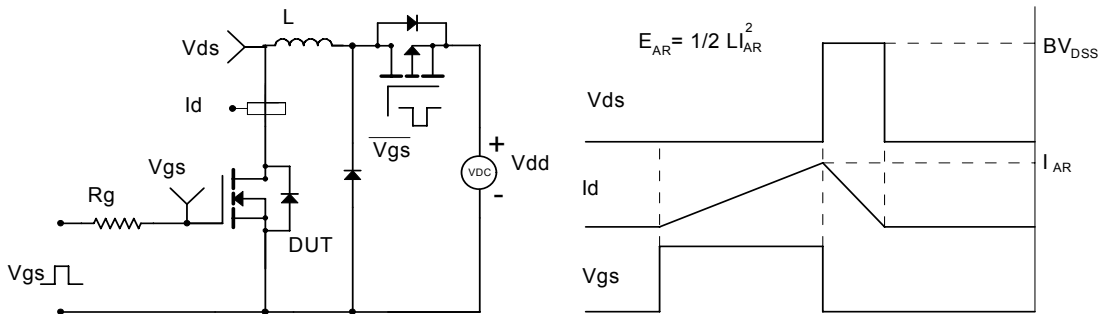 L
Vds
Id
Vgs
Vgs
+
Vdd
VDC
-
Rg
DUT
Vgs
E_AR= 1/2 LI_AR^2
BV_DSS
Vds
I_AR
Id
Vgs